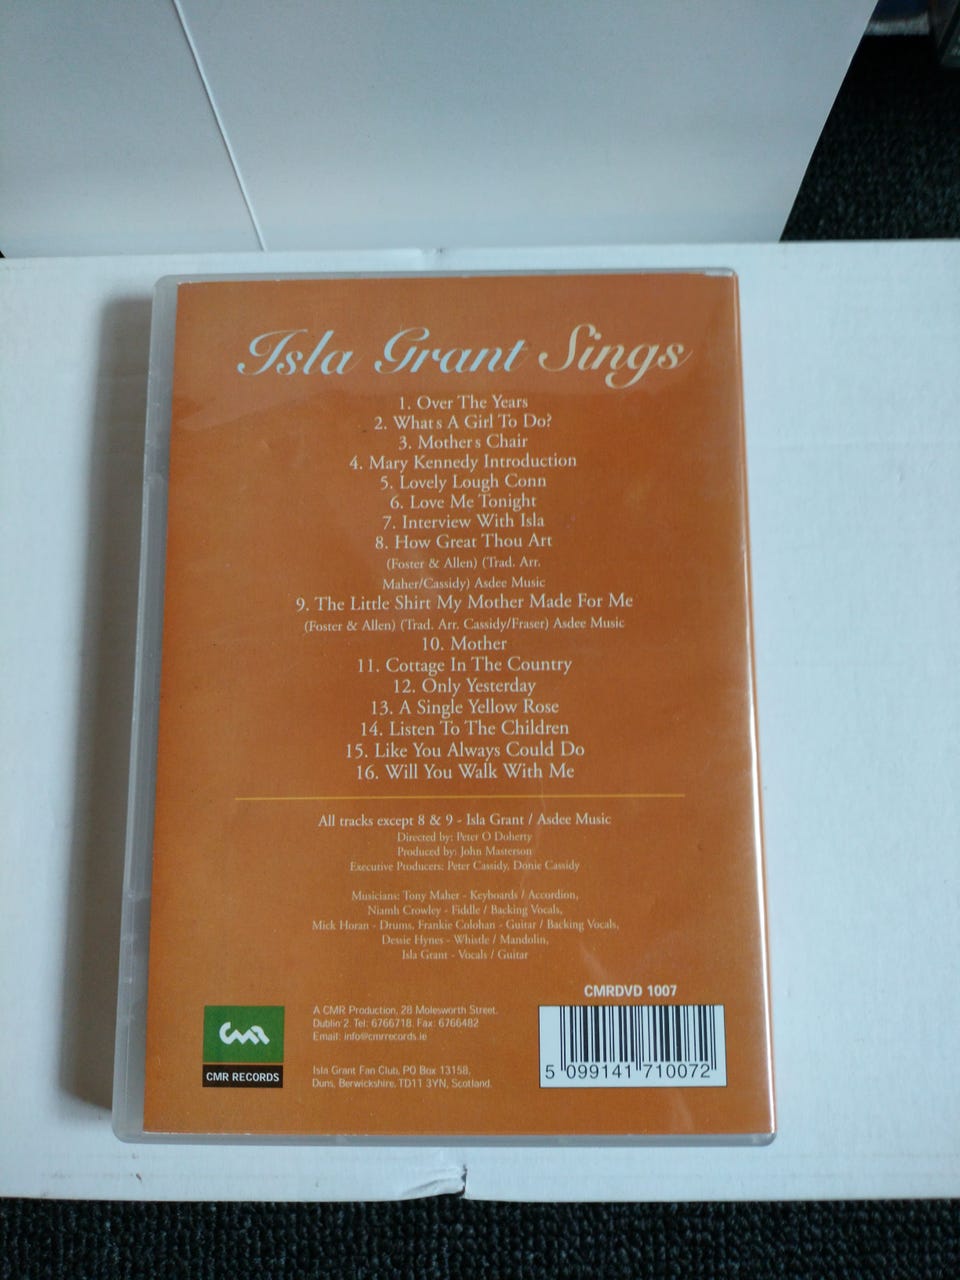 Isla Grant Sings
1. Over The Years
2. What s A Girl To Do?
3. Mother s Chair
4. Mary Kennedy Introduction
5. Lovely Lough Conn
6. Love Me Tonight
7. Interview With Isla
8. How Great Thou Art
(Foster & Allen) (Trad. Arr.
Maher/Cassidy) Asdee Music
9. The Little Shirt My Mother Made For Me
(Foster & Allen) (Trad. Arr. Cassidy/Fraser) Asdee Music
10. Mother
11. Cottage In The Country
12. Only Yesterday
13. A Single Yellow Rose
14. Listen To The Children
15. Like You Always Could Do
16. Will You Walk With Me
All tracks except 8 & 9 - Isla Grant / Asdee Music
Directed by: Peter O Doherty
Produced by: John Masterson
Executive Producers: Peter Cassidy, Donie Cassidy
Musicians: Tony Maher - Keyboards / Accordion,
Niamh Crowley - Fiddle / Backing Vocals,
Mick Horan - Drums, Frankie Colohan - Guitar / Backing Vocals,
Dessie Hynes - Whistle / Mandolin,
Isla Grant - Vocals / Guitar
CMRDVD 1007
cmr
CMR RECORDS
A CMR Production, 28 Molesworth Street.
Dublin 2. Tel: 6766718. Fax: 6766482
Email: info@cmrrecords.ie
Isla Grant Fan Club, PO Box 13158,
Duns, Berwickshire, TD11 3YN, Scotland.
5 099141 710072